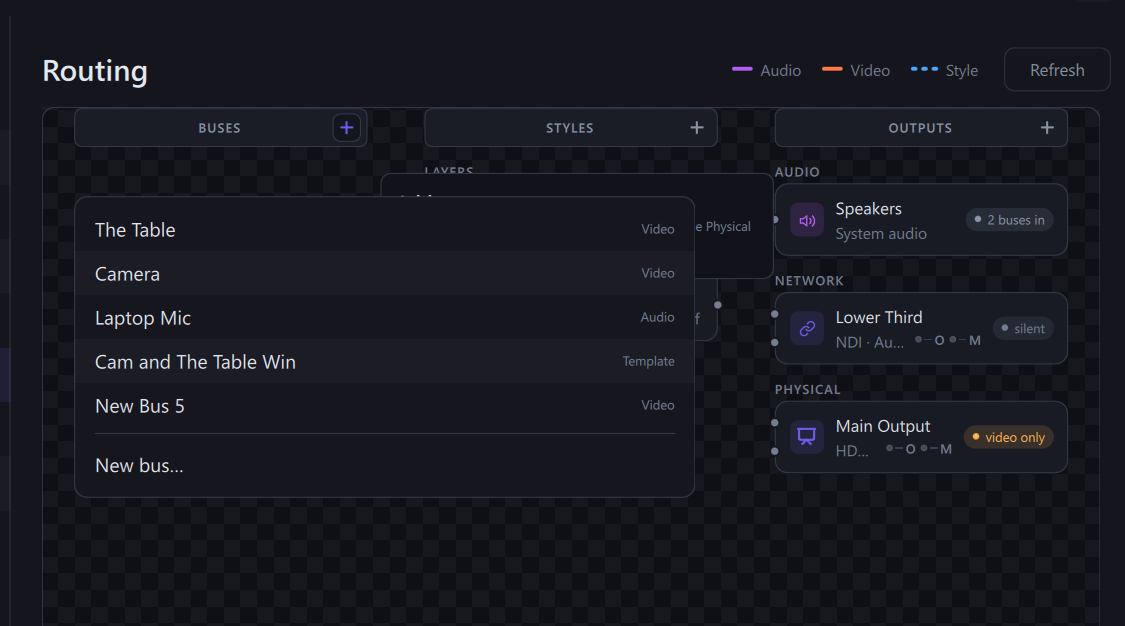 Routing
Audio
Video
Style
Refresh
BUSES
STYLES
OUTPUTS
LAYERS
AUDIO
The Table Video
Camera Video
Laptop Mic Audio
Cam and The Table Win Template
New Bus 5 Video
New bus...
Physical
Speakers
System audio
2 buses in
NETWORK
Lower Third
NDI · Au... O M
silent
PHYSICAL
Main Output
HD... O M
video only